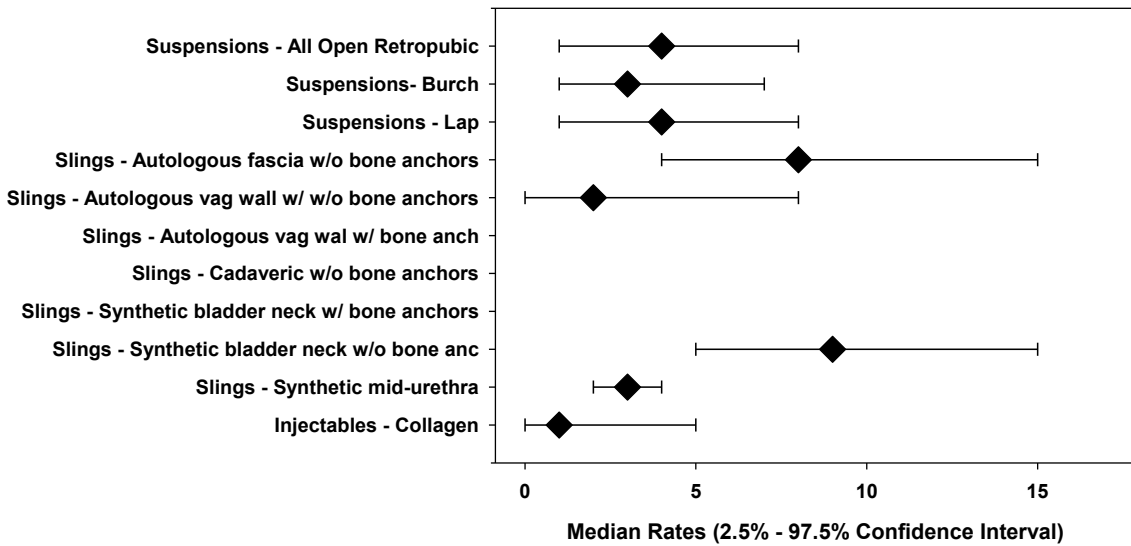 Suspensions - All Open Retropubic
Suspensions- Burch
Suspensions - Lap
Slings - Autologous fascia w/o bone anchors
Slings - Autologous vag wall w/ w/o bone anchors
Slings - Autologous vag wal w/ bone anch
Slings - Cadaveric w/o bone anchors
Slings - Synthetic bladder neck w/ bone anchors
Slings - Synthetic bladder neck w/o bone anc
Slings - Synthetic mid-urethra
Injectables - Collagen
0 5 10 15
Median Rates (2.5% - 97.5% Confidence Interval)